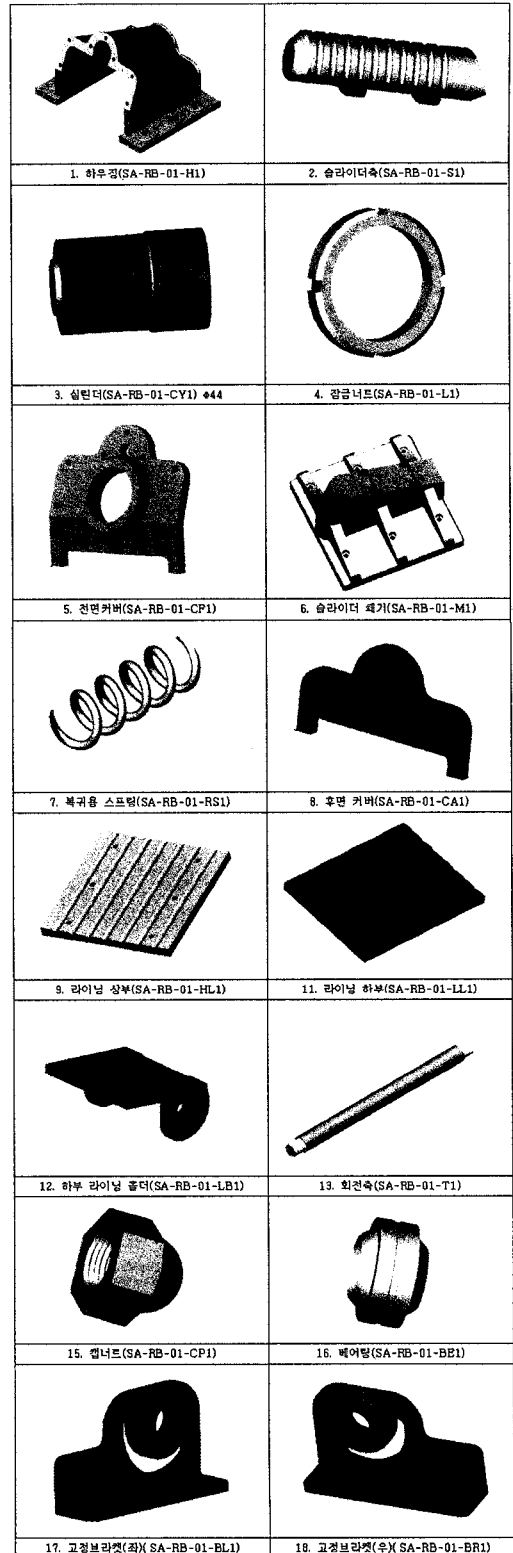 1. 하우징(SA-RB-01-H1)
2. 슬라이더축(SA-RB-01-S1)
3. 실린더(SA-RB-01-CY1) Φ44
4. 잠금너트(SA-RB-01-L1)
5. 전면커버(SA-RB-01-CF1)
6. 슬라이더 쐐기(SA-RB-01-M1)
7. 복귀용 스프링(SA-RB-01-RS1)
8. 후면 커버(SA-RB-01-CA1)
9. 라이닝 상부(SA-RB-01-HL1)
11. 라이닝 하부(SA-RB-01-LL1)
12. 하부 라이닝 홀더(SA-RB-01-LB1)
13. 회전축(SA-RB-01-T1)
15. 캡너트(SA-RB-01-CP1)
16. 베어링(SA-RB-01-BE1)
17. 고정브라켓(좌)( SA-RB-01-BL1)
18. 고정브라켓(우)( SA-RB-01-BR1)